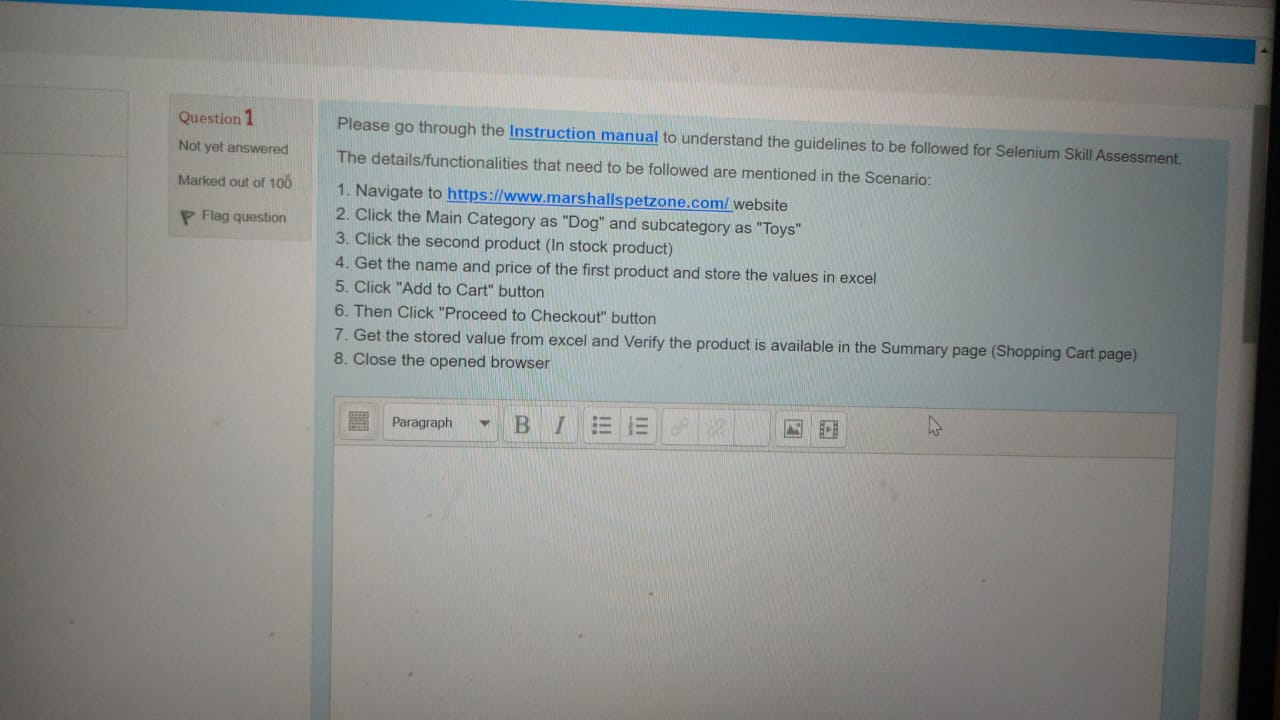 Question 1
Not yet answered
Marked out of 100
Flag question
Please go through the Instruction manual to understand the guidelines to be followed for Selenium Skill Assessment.
The details/functionalities that need to be followed are mentioned in the Scenario:
1. Navigate to https://www.marshallspetzone.com/ website
2. Click the Main Category as "Dog" and subcategory as "Toys"
3. Click the second product (In stock product)
4. Get the name and price of the first product and store the values in excel
5. Click "Add to Cart" button
6. Then Click "Proceed to Checkout" button
7. Get the stored value from excel and Verify the product is available in the Summary page (Shopping Cart page)
8. Close the opened browser
Paragraph B I